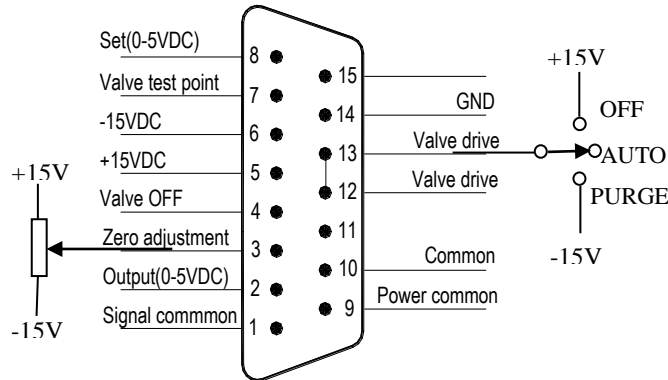 Set(0-5VDC)
8
Valve test point
7
-15VDC
6
+15VDC
5
Valve OFF
4
Zero adjustment
3
Output(0-5VDC)
2
Signal commmon
1
+15V
-15V
15
14
GND
13
Valve drive
12
Valve drive
11
10
Common
9
Power common
+15V
OFF
AUTO
PURGE
-15V